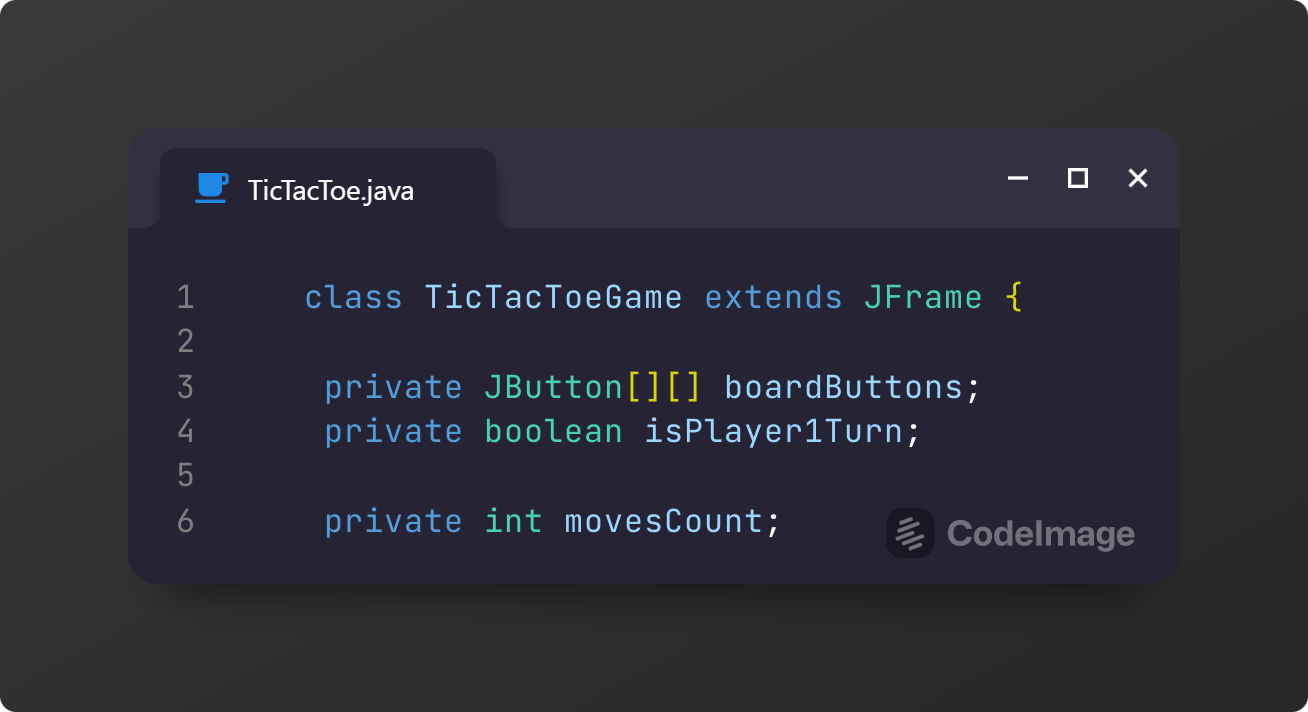 TicTacToe.java
1 class TicTacToeGame extends JFrame {
2
3 private JButton[][] boardButtons;
4 private boolean isPlayer1Turn;
5
6 private int movesCount;
CodeImage